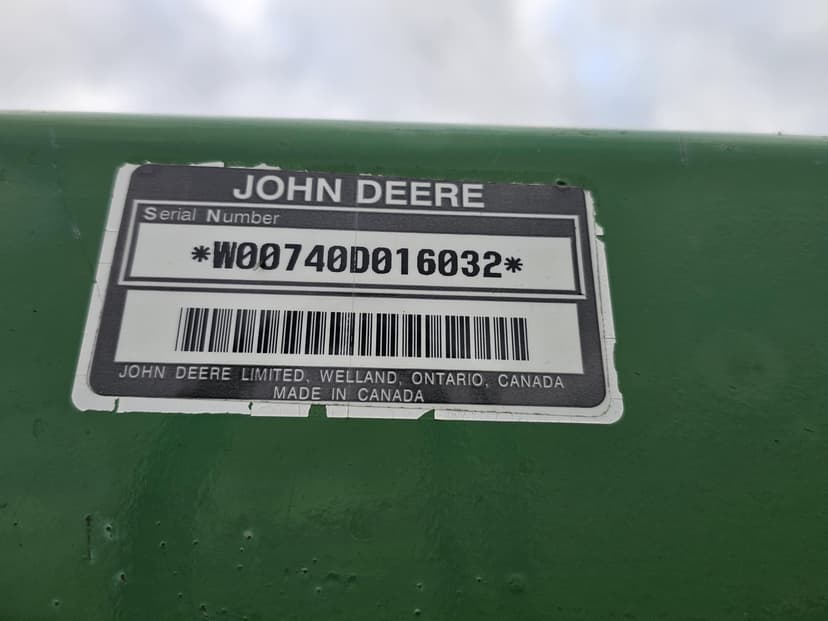 JOHN DEERE
Serial Number
*W00740D016032*
JOHN DEERE LIMITED, WELLAND, ONTARIO, CANADA
MADE IN CANADA